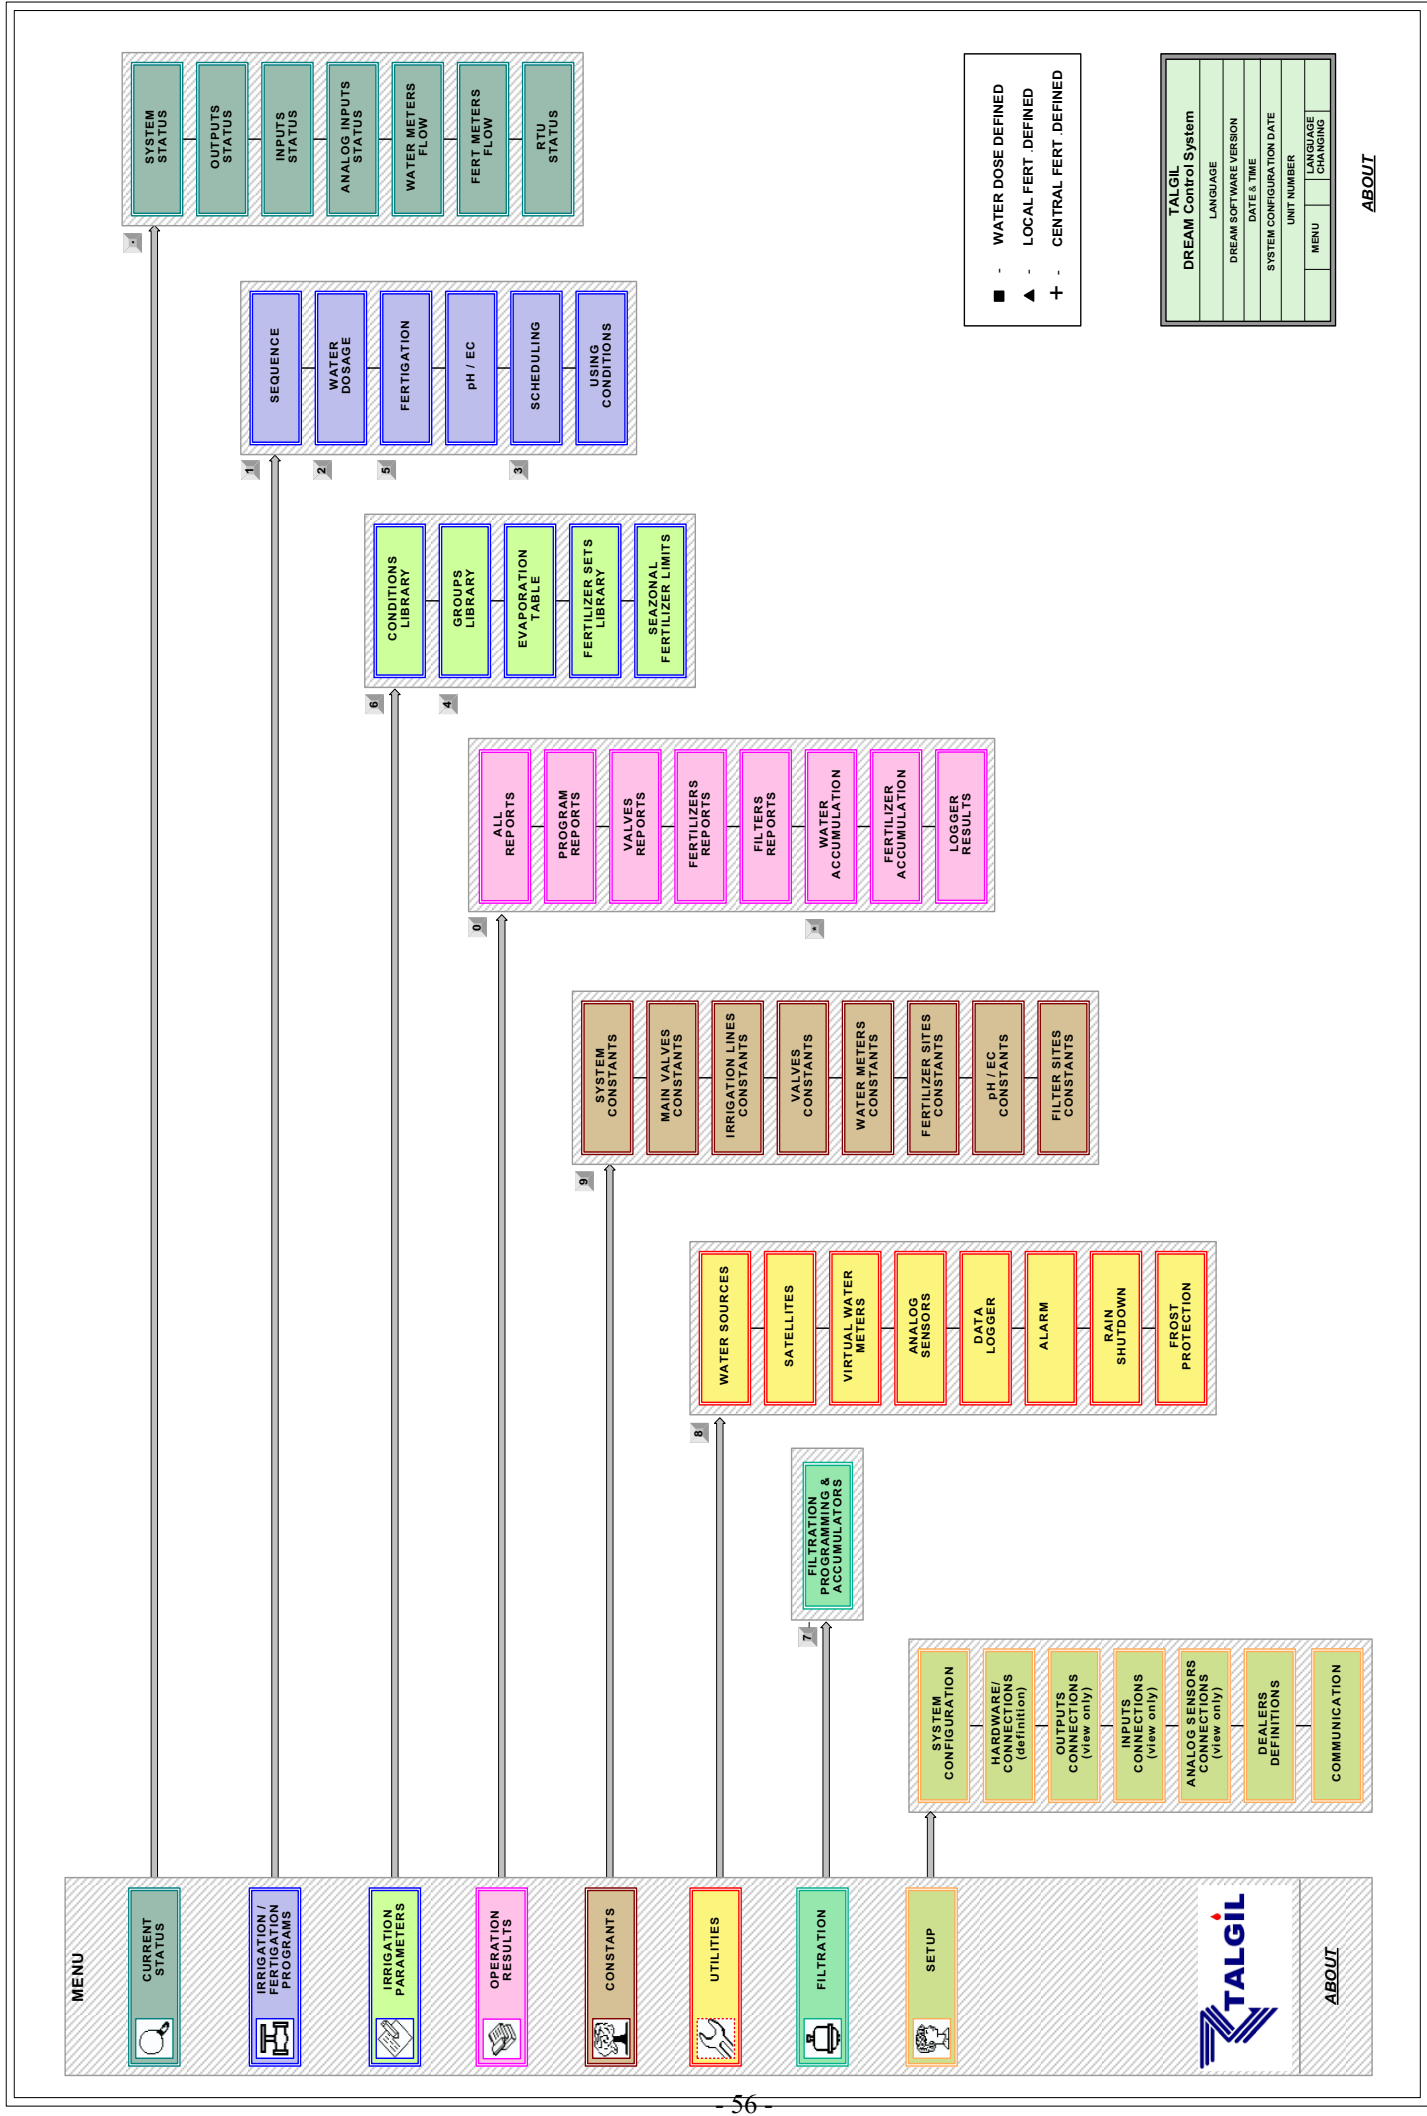 MENU
CURRENT
STATUS
IRRIGATION /
FERTIGATION
PROGRAMS
IRRIGATION
PARAMETERS
OPERATION
RESULTS
CONSTANTS
UTILITIES
FILTRATION
SETUP
TALGIL
ABOUT
.
SYSTEM
STATUS
OUTPUTS
STATUS
INPUTS
STATUS
ANALOG INPUTS
STATUS
WATER METERS
FLOW
FERT METERS
FLOW
RTU
STATUS
1
SEQUENCE
2
WATER
DOSAGE
5
FERTIGATION
pH / EC
3
SCHEDULING
USING
CONDITIONS
6
CONDITIONS
LIBRARY
4
GROUPS
LIBRARY
EVAPORATION
TABLE
FERTILIZER SETS
LIBRARY
SEAZONAL
FERTILIZER LIMITS
0
ALL
REPORTS
PROGRAM
REPORTS
VALVES
REPORTS
FERTILIZERS
REPORTS
FILTERS
REPORTS
*
WATER
ACCUMULATION
FERTILIZER
ACCUMULATION
LOGGER
RESULTS
9
SYSTEM
CONSTANTS
MAIN VALVES
CONSTANTS
IRRIGATION LINES
CONSTANTS
VALVES
CONSTANTS
WATER METERS
CONSTANTS
FERTILIZER SITES
CONSTANTS
pH / EC
CONSTANTS
FILTER SITES
CONSTANTS
8
WATER SOURCES
SATELLITES
VIRTUAL WATER
METERS
ANALOG
SENSORS
DATA
LOGGER
ALARM
RAIN
SHUTDOWN
FROST
PROTECTION
7
FILTRATION
PROGRAMMING &
ACCUMULATORS
SYSTEM
CONFIGURATION
HARDWARE/
CONNECTIONS
(definition)
OUTPUTS
CONNECTIONS
(view only)
INPUTS
CONNECTIONS
(view only)
ANALOG SENSORS
CONNECTIONS
(view only)
DEALERS
DEFINITIONS
COMMUNICATION
■ - WATER DOSE DEFINED
▲ - LOCAL FERT .DEFINED
+ - CENTRAL FERT .DEFINED
TALGIL
DREAM Control System
LANGUAGE
DREAM SOFTWARE VERSION
DATE & TIME
SYSTEM CONFIGURATION DATE
UNIT NUMBER
MENU
LANGUAGE
CHANGING
ABOUT
- 56 -